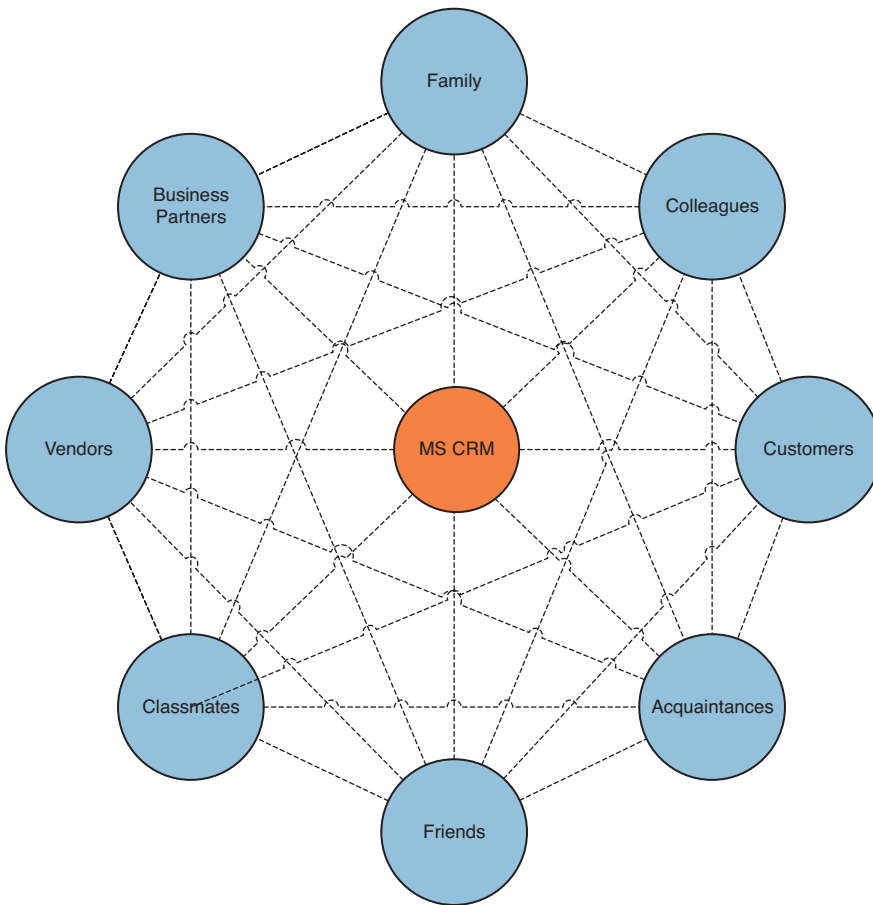 Family
Business
Partners
Colleagues
Vendors
MS CRM
Customers
Classmates
Acquaintances
Friends